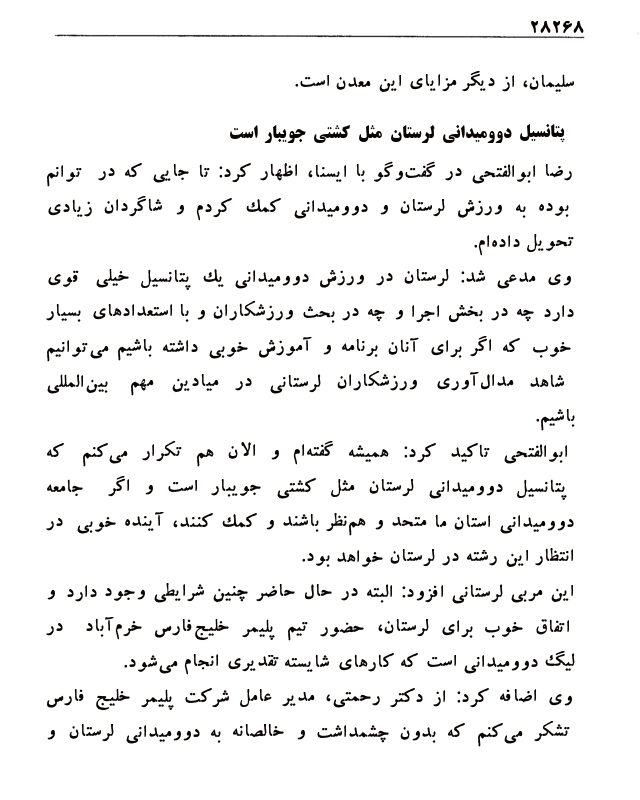 ۲۸۲۶۸
سلیمان، از دیگر مزایای این معدن است.
پتانسیل دوومیدانی لرستان مثل کشتی جویبار است
رضا ابوالفتحی در گفت‌وگو با ایسنا، اظهار کرد: تا جایی که در توانم
بوده به ورزش لرستان و دوومیدانی کمك کردم و شاگردان زیادی
تحویل داده‌ام.
وی مدعی شد: لرستان در ورزش دوومیدانی یك پتانسیل خیلی قوی
دارد چه در بخش اجرا و چه در بحث ورزشکاران و با استعدادهای بسیار
خوب که اگر برای آنان برنامه و آموزش خوبی داشته باشیم می‌توانیم
شاهد مدال‌آوری ورزشکاران لرستانی در میادین مهم بین‌المللی
باشیم.
ابوالفتحی تاکید کرد: همیشه گفته‌ام و الان هم تکرار می‌کنم که
پتانسیل دوومیدانی لرستان مثل کشتی جویبار است و اگر جامعه
دوومیدانی استان ما متحد و هم‌نظر باشند و کمك کنند، آینده خوبی در
انتظار این رشته در لرستان خواهد بود.
این مربی لرستانی افزود: البته در حال حاضر چنین شرایطی وجود دارد و
اتفاق خوب برای لرستان، حضور تیم پلیمر خلیج‌فارس خرم‌آباد در
لیگ دوومیدانی است که کارهای شایسته تقدیری انجام می‌شود.
وی اضافه کرد: از دکتر رحمتی، مدیر عامل شرکت پلیمر خلیج فارس
تشکر می‌کنم که بدون چشمداشت و خالصانه به دوومیدانی لرستان و